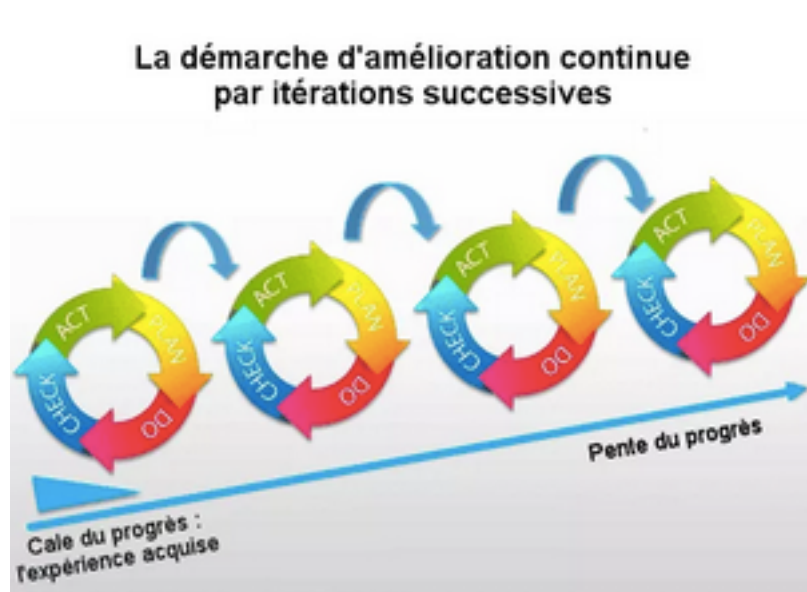 La démarche d'amélioration continue
par itérations successives
ACT
PLAN
DO
CHECK
ACT
PLAN
DO
CHECK
ACT
PLAN
DO
CHECK
ACT
PLAN
DO
CHECK
Pente du progrès
Cale du progrès :
l'expérience acquise